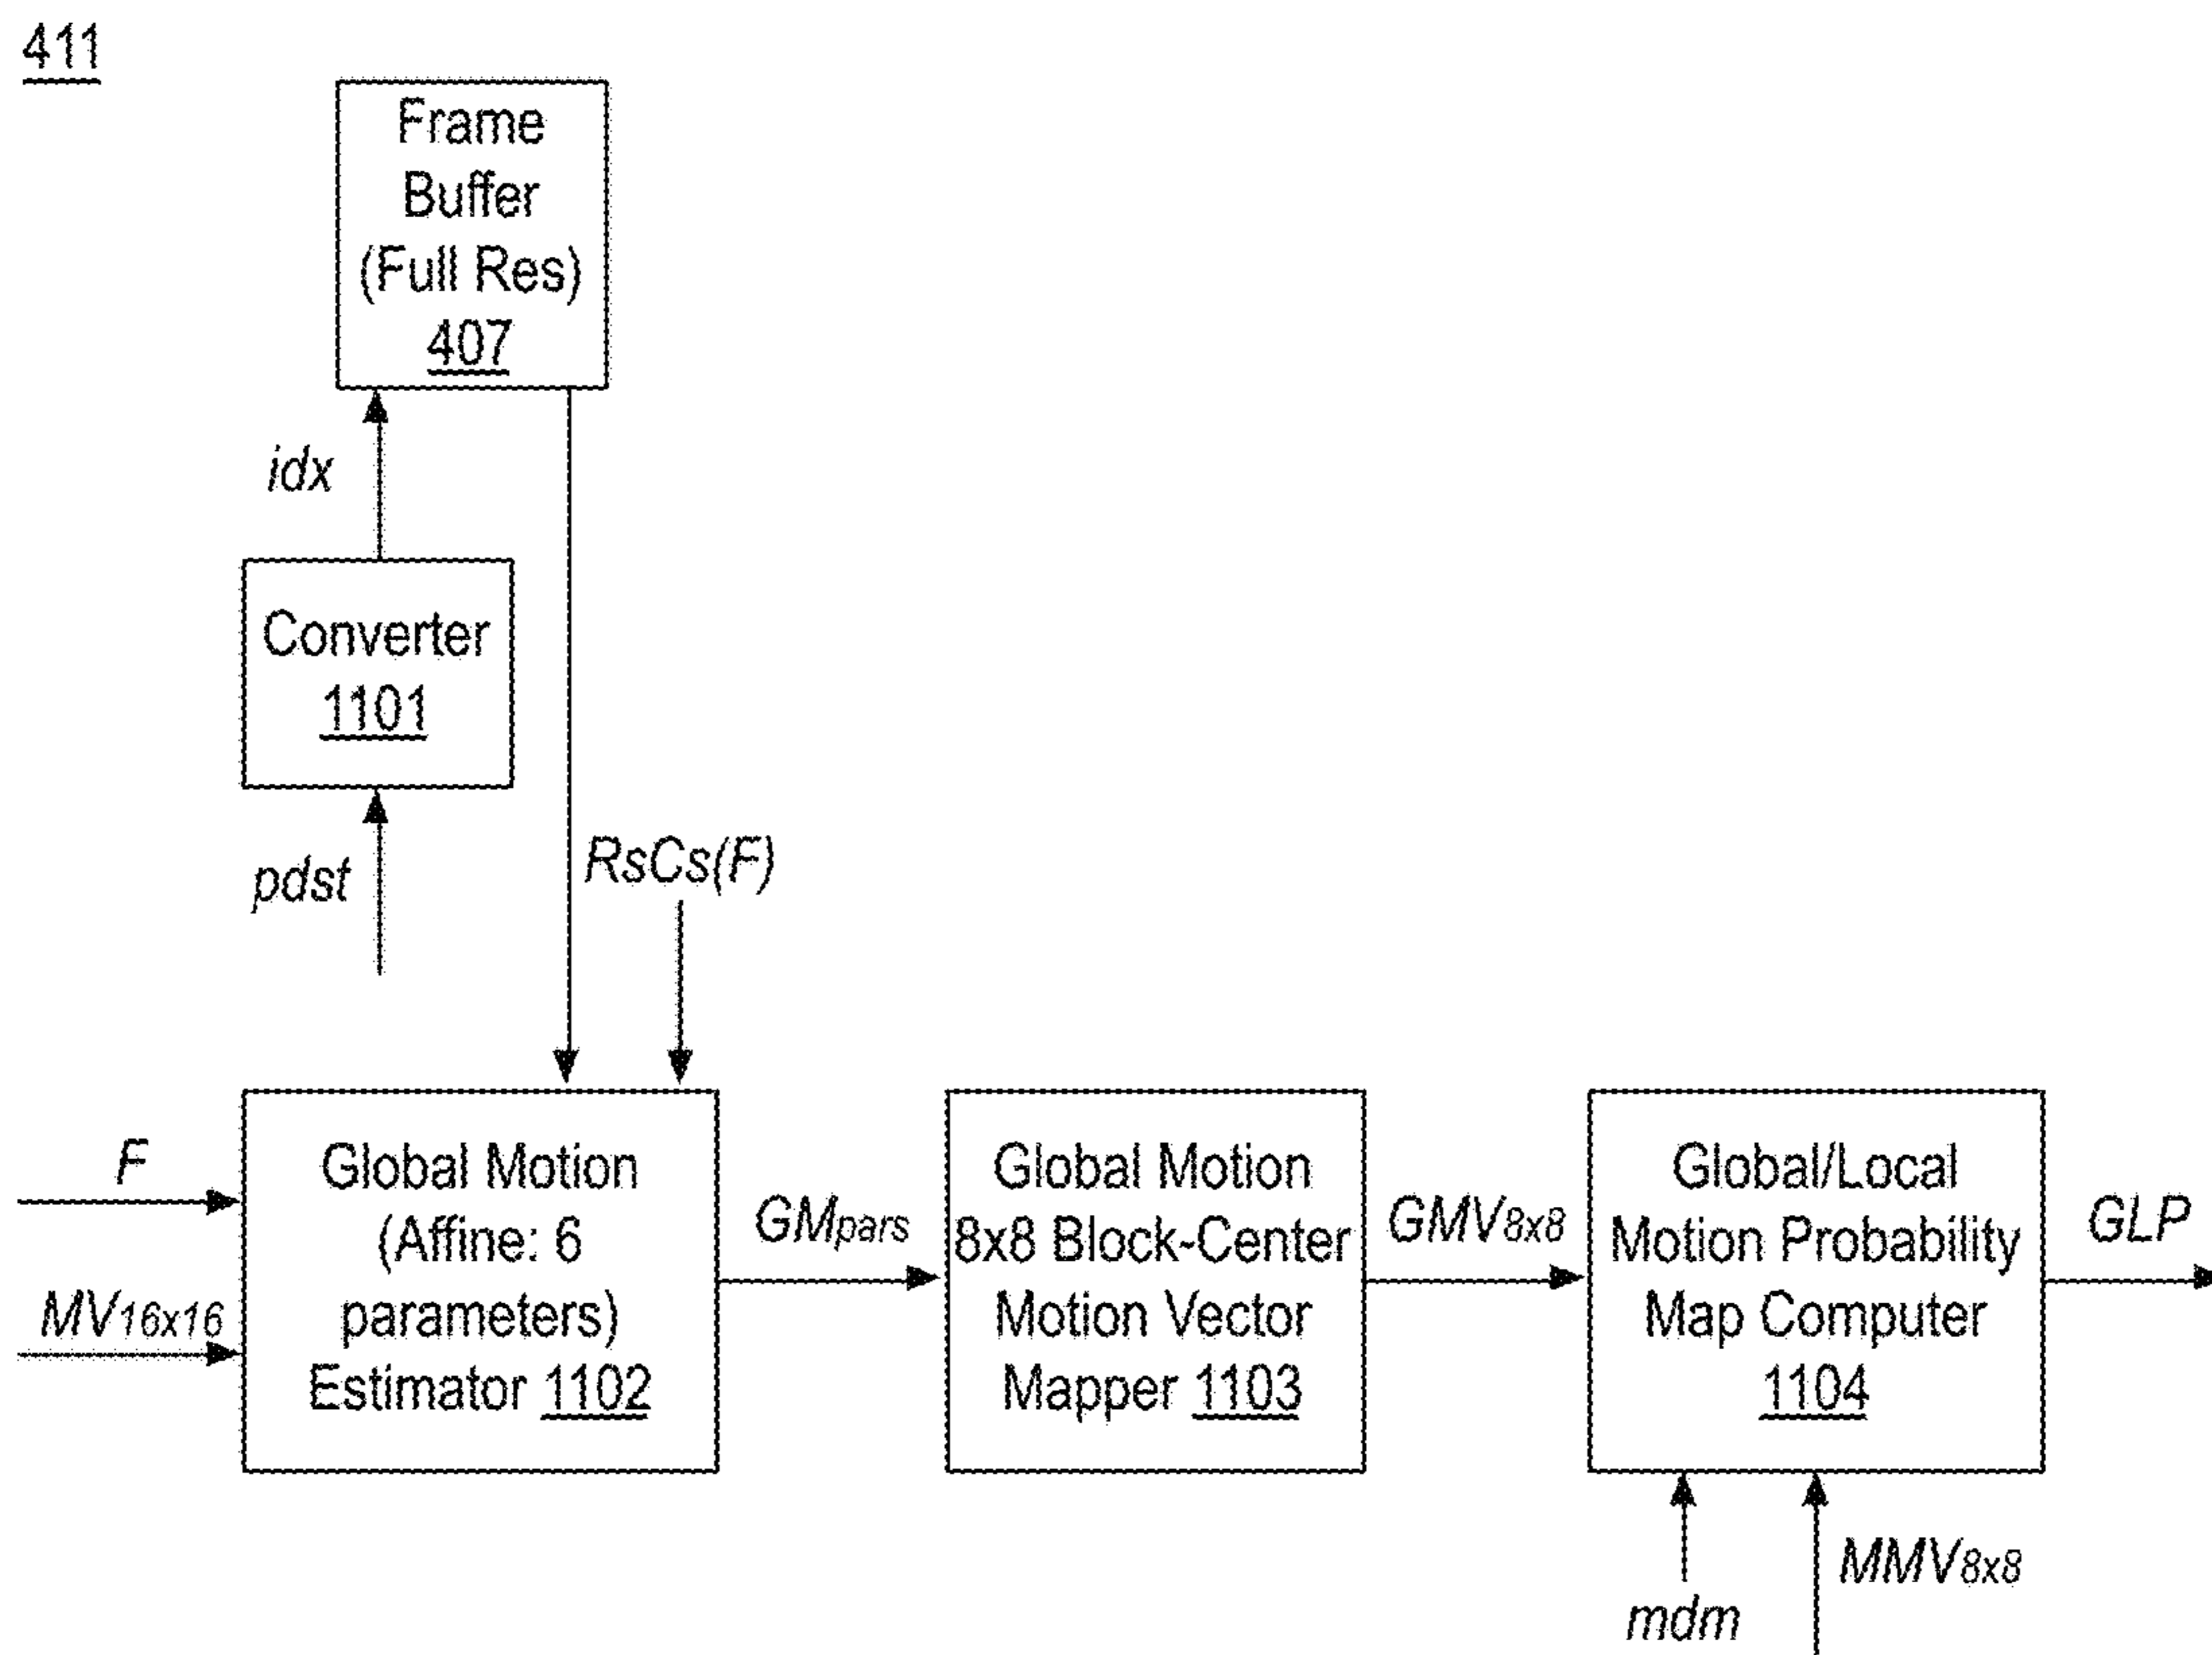 411
Frame
Buffer
(Full Res)
407
idx
Converter
1101
pdst
RsCs(F)
F
MV16x16
Global Motion
(Affine: 6
parameters)
Estimator 1102
GMpars
Global Motion
8x8 Block-Center
Motion Vector
Mapper 1103
GMV8x8
Global/Local
Motion Probability
Map Computer
1104
GLP
mdm
MMV8x8